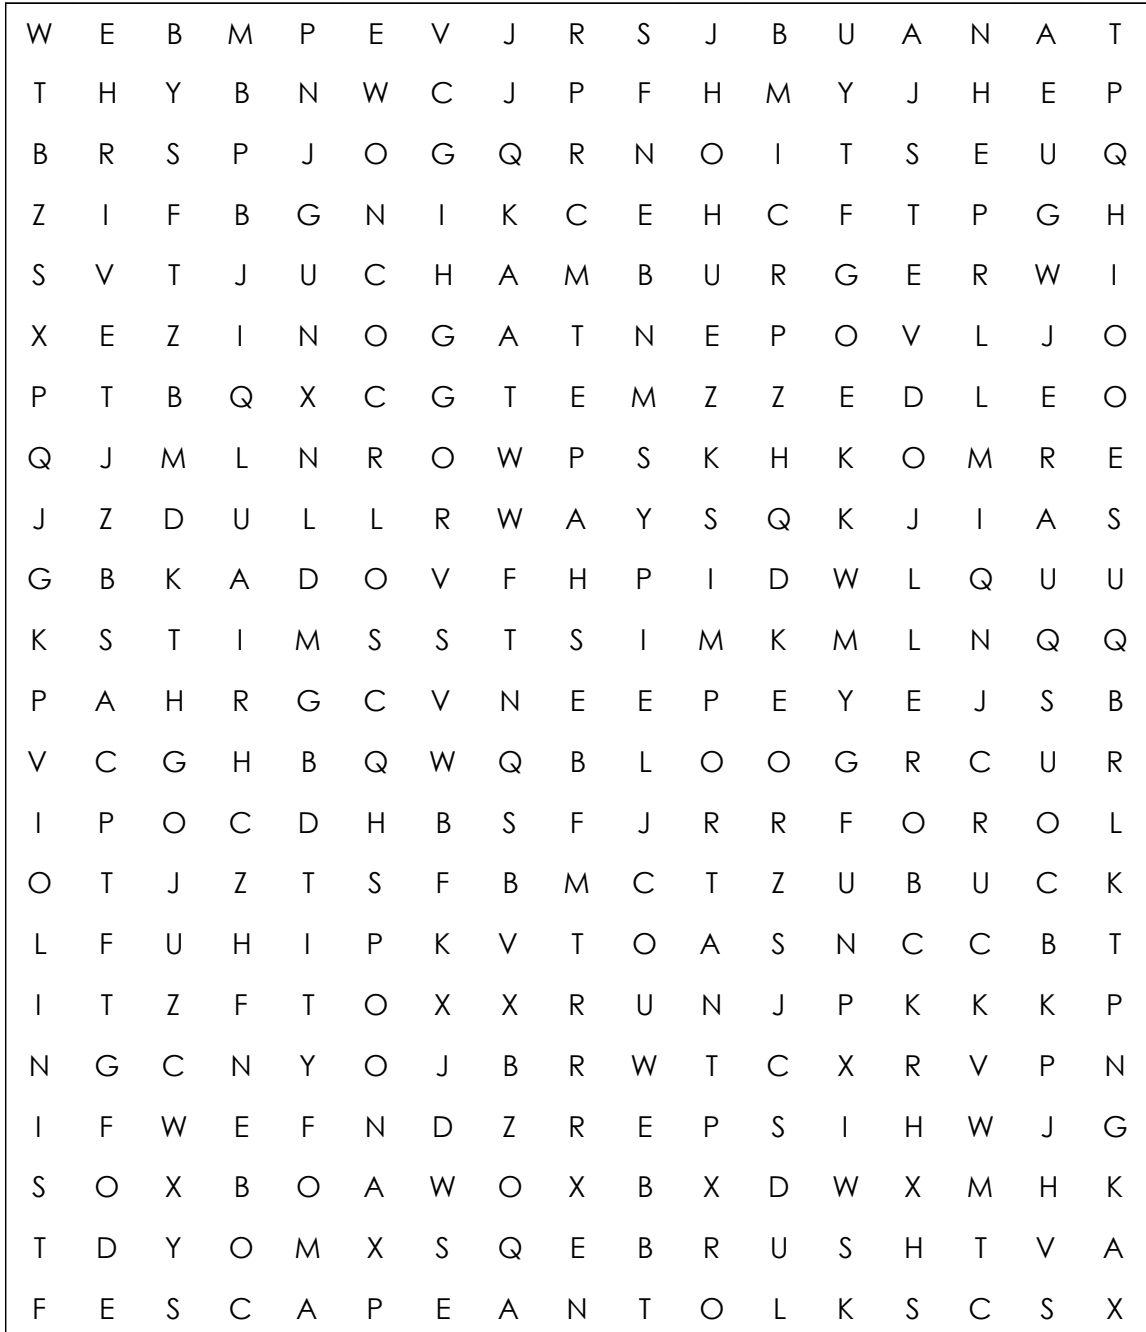 W E B M P E V J R S J B U A N A T
T H Y B N W C J P F H M Y J H E P
B R S P J O G Q R N O I T S E U Q
Z I F B G N I K C E H C F T P G H
S V T J U C H A M B U R G E R W I
X E Z I N O G A T N E P O V L J O
P T B Q X C G T E M Z Z E D L E O
Q J M L N R O W P S K H K O M R E
J Z D U L L R W A Y S Q K J I A S
G B K A D O V F H P I D W L Q U U
K S T I M S S T S I M K M L N Q Q
P A H R G C V N E E P E Y E J S B
V C G H B Q W Q B L O O G R C U R
I P O C D H B S F J R R F O R O L
O T J Z T S F B M C T Z U B U C K
L F U H I P K V T O A S N C C B T
I T Z F T O X X R U N J P K K K P
N G C N Y O J B R W T C X R V P N
I F W E F N D Z R E P S I H W J G
S O X B O A W O X B X D W X M H K
T D Y O M X S Q E B R U S H T V A
F E S C A P E A N T O L K S C S X